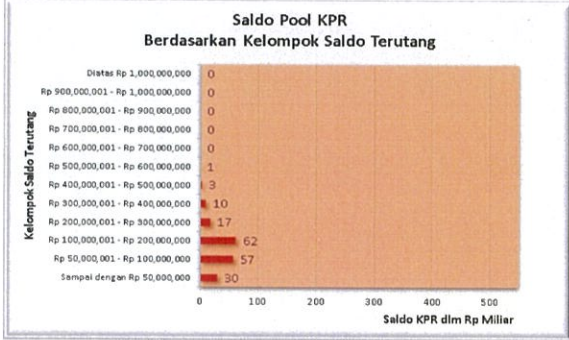 Saldo Pool KPR
Berdasarkan Kelompok Saldo Terutang
Kelompok Saldo Terutang
Diatas Rp 1,000,000,000 0
Rp 900,000,001 - Rp 1,000,000,000 0
Rp 800,000,001 - Rp 900,000,000 0
Rp 700,000,001 - Rp 800,000,000 0
Rp 600,000,001 - Rp 700,000,000 0
Rp 500,000,001 - Rp 600,000,000 1
Rp 400,000,001 - Rp 500,000,000 3
Rp 300,000,001 - Rp 400,000,000 10
Rp 200,000,001 - Rp 300,000,000 17
Rp 100,000,001 - Rp 200,000,000 62
Rp 50,000,001 - Rp 100,000,000 57
Sampai dengan Rp 50,000,000 30
0 100 200 300 400 500
Saldo KPR dlm Rp Miliar